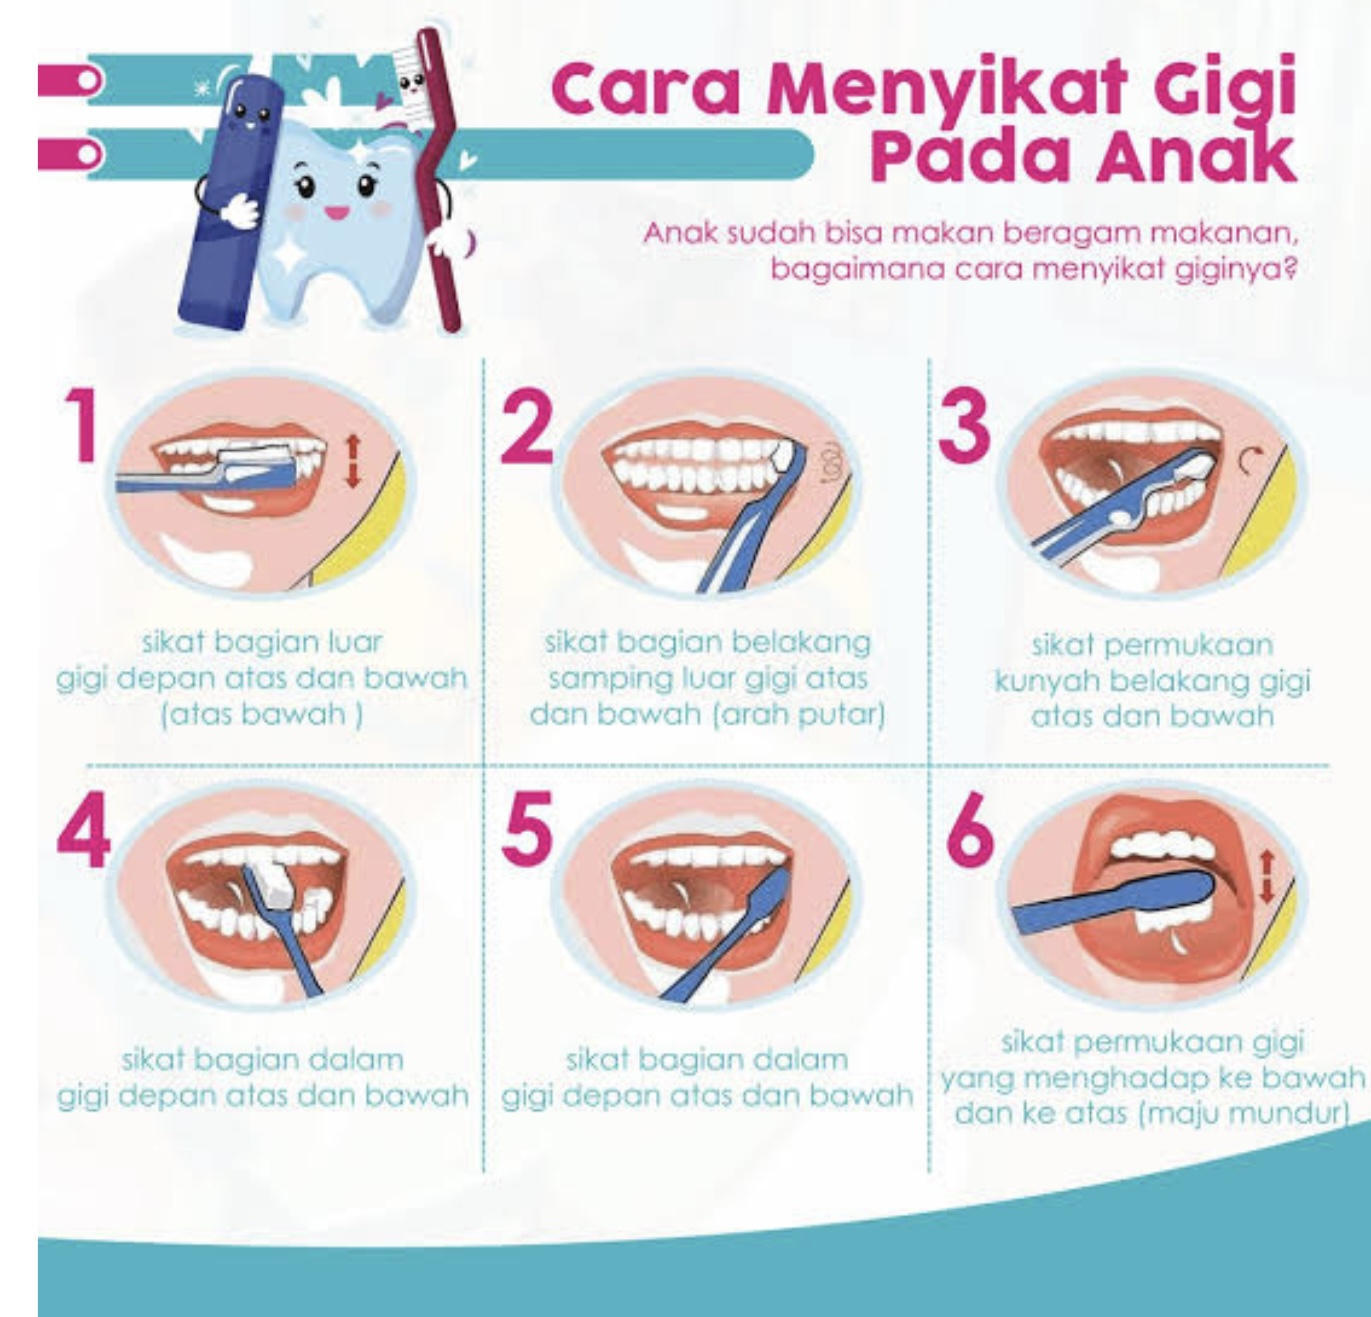 Cara Menyikat Gigi
Pada Anak
Anak sudah bisa makan beragam makanan,
bagaimana cara menyikat giginya?
1
sikat bagian luar
gigi depan atas dan bawah
(atas bawah )
2
sikat bagian belakang
samping luar gigi atas
dan bawah (arah putar)
3
sikat permukaan
kunyah belakang gigi
atas dan bawah
4
sikat bagian dalam
gigi depan atas dan bawah
5
sikat bagian dalam
gigi depan atas dan bawah
6
sikat permukaan gigi
yang menghadap ke bawah
dan ke atas (maju mundur)